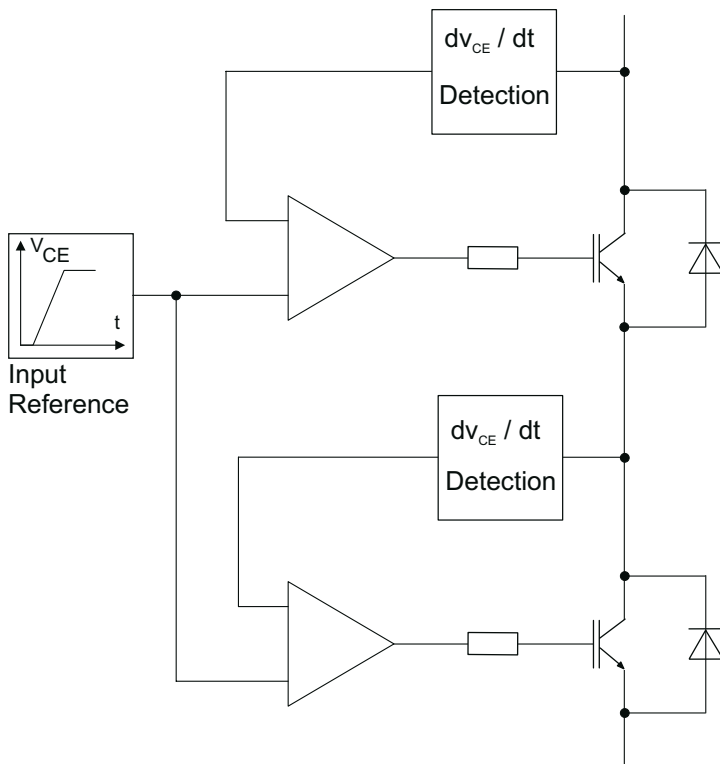 dv_CE / dt
Detection
V_CE
t
Input
Reference
dv_CE / dt
Detection